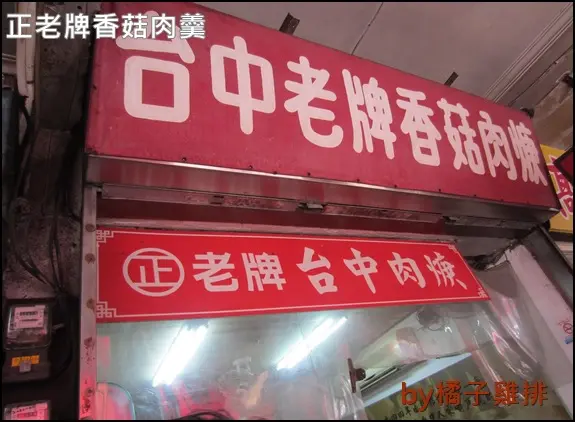 正老牌香菇肉羹
台中老牌香菇肉焿
正 老牌 台中肉焿
by橘子雞排